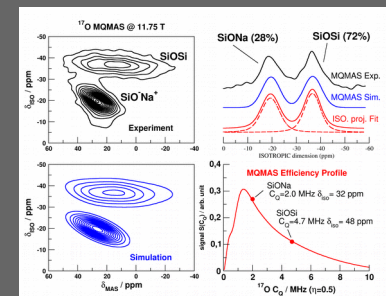 17O MQMAS @ 11.75 T
-50
-40
-30
-20
-10
0
δISO / ppm
SiOSi
SiO-Na+
Experiment
60 40 20 0 -20 -40
SiONa (28%)
SiOSi (72%)
MQMAS Exp.
MQMAS Sim.
ISO. proj. Fit
0 -10 -20 -30 -40 -50 -60
ISOTROPIC dimension (ppm)
-50
-40
-30
-20
-10
0
δISO / ppm
Simulation
60 40 20 0 -20 -40
δMAS / ppm
MQMAS Efficiency Profile
0,4
0,3
0,2
0,1
0
signal S(CQ) / arb. unit
SiONa
CQ=2.0 MHz δiso= 32 ppm
SiOSi
CQ=4.7 MHz δiso= 48 ppm
0 2 4 6 8 10
17O CQ / MHz (η=0.5)